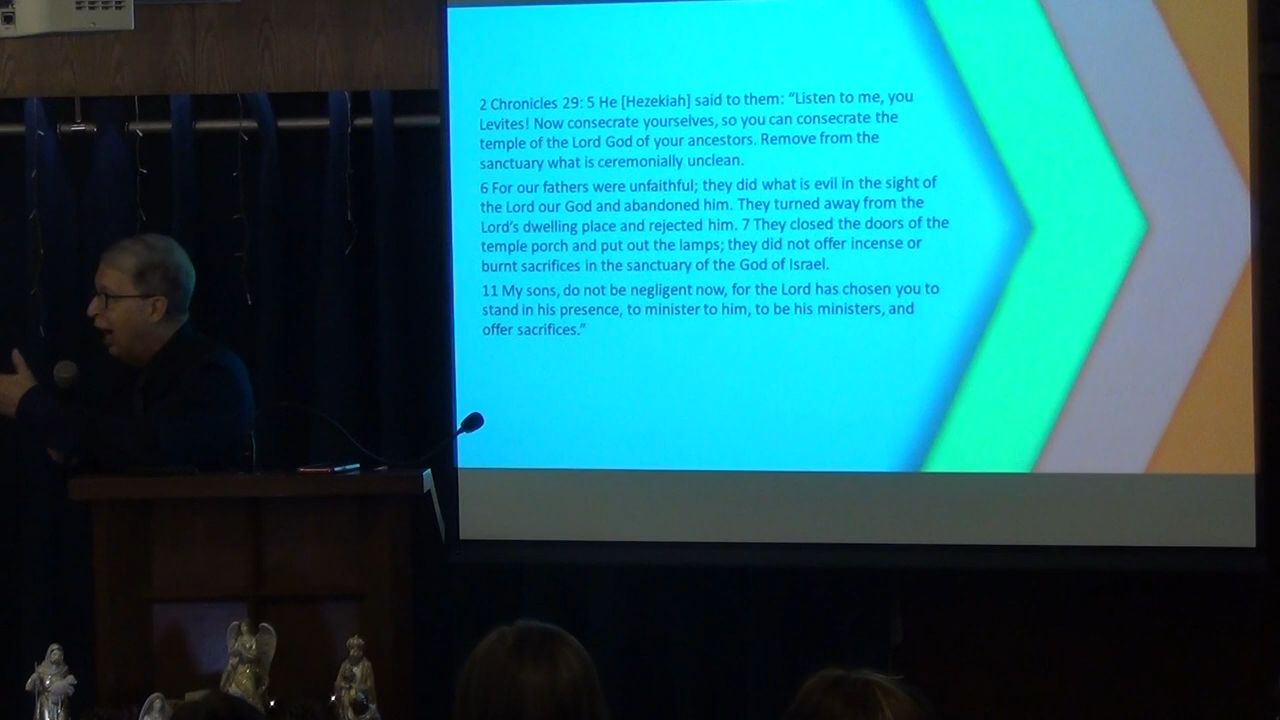 2 Chronicles 29: 5 He [Hezekiah] said to them: “Listen to me, you
Levites! Now consecrate yourselves, so you can consecrate the
temple of the Lord God of your ancestors. Remove from the
sanctuary what is ceremonially unclean.
6 For our fathers were unfaithful; they did what is evil in the sight of
the Lord our God and abandoned him. They turned away from the
Lord’s dwelling place and rejected him. 7 They closed the doors of the
temple porch and put out the lamps; they did not offer incense or
burnt sacrifices in the sanctuary of the God of Israel.
11 My sons, do not be negligent now, for the Lord has chosen you to
stand in his presence, to minister to him, to be his ministers, and
offer sacrifices.”